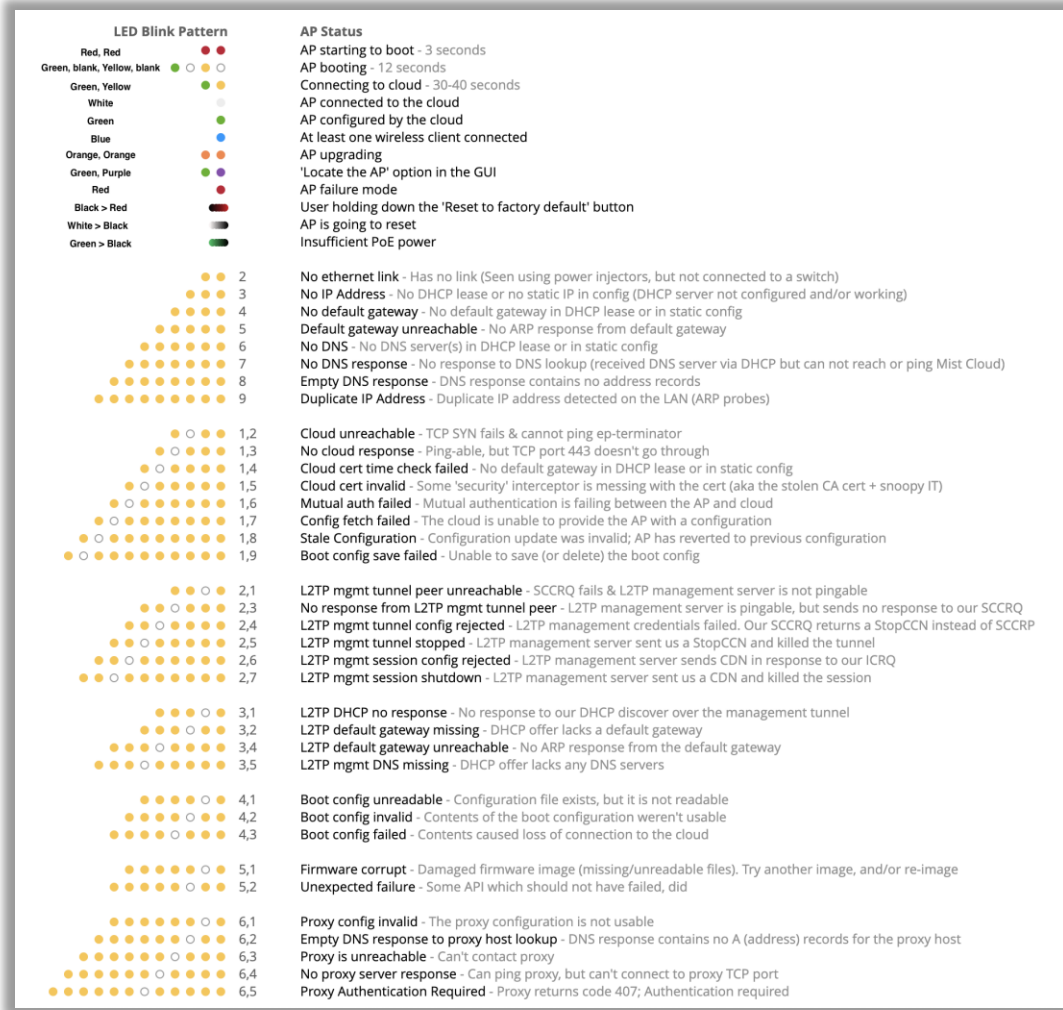 LED Blink Pattern AP Status
Red, Red AP starting to boot - 3 seconds
Green, blank, Yellow, blank AP booting - 12 seconds
Green, Yellow Connecting to cloud - 30-40 seconds
White AP connected to the cloud
Green AP configured by the cloud
Blue At least one wireless client connected
Orange, Orange AP upgrading
Green, Purple 'Locate the AP' option in the GUI
Red AP failure mode
Black > Red User holding down the 'Reset to factory default' button
White > Black AP is going to reset
Green > Black Insufficient PoE power
2 No ethernet link - Has no link (Seen using power injectors, but not connected to a switch)
3 No IP Address - No DHCP lease or no static IP in config (DHCP server not configured and/or working)
4 No default gateway - No default gateway in DHCP lease or in static config
5 Default gateway unreachable - No ARP response from default gateway
6 No DNS - No DNS server(s) in DHCP lease or in static config
7 No DNS response - No response to DNS lookup (received DNS server via DHCP but can not reach or ping Mist Cloud)
8 Empty DNS response - DNS response contains no address records
9 Duplicate IP Address - Duplicate IP address detected on the LAN (ARP probes)
1,2 Cloud unreachable - TCP SYN fails & cannot ping ep-terminator
1,3 No cloud response - Ping-able, but TCP port 443 doesn't go through
1,4 Cloud cert time check failed - No default gateway in DHCP lease or in static config
1,5 Cloud cert invalid - Some 'security' interceptor is messing with the cert (aka the stolen CA cert + snoopy IT)
1,6 Mutual auth failed - Mutual authentication is failing between the AP and cloud
1,7 Config fetch failed - The cloud is unable to provide the AP with a configuration
1,8 Stale Configuration - Configuration update was invalid; AP has reverted to previous configuration
1,9 Boot config save failed - Unable to save (or delete) the boot config
2,1 L2TP mgmt tunnel peer unreachable - SCCRQ fails & L2TP management server is not pingable
2,3 No response from L2TP mgmt tunnel peer - L2TP management server is pingable, but sends no response to our SCCRQ
2,4 L2TP mgmt tunnel config rejected - L2TP management credentials failed. Our SCCRQ returns a StopCCN instead of SCCRP
2,5 L2TP mgmt tunnel stopped - L2TP management server sent us a StopCCN and killed the tunnel
2,6 L2TP mgmt session config rejected - L2TP management server sends CDN in response to our ICRQ
2,7 L2TP mgmt session shutdown - L2TP management server sent us a CDN and killed the session
3,1 L2TP DHCP no response - No response to our DHCP discover over the management tunnel
3,2 L2TP default gateway missing - DHCP offer lacks a default gateway
3,4 L2TP default gateway unreachable - No ARP response from the default gateway
3,5 L2TP mgmt DNS missing - DHCP offer lacks any DNS servers
4,1 Boot config unreadable - Configuration file exists, but it is not readable
4,2 Boot config invalid - Contents of the boot configuration weren't usable
4,3 Boot config failed - Contents caused loss of connection to the cloud
5,1 Firmware corrupt - Damaged firmware image (missing/unreadable files). Try another image, and/or re-image
5,2 Unexpected failure - Some API which should not have failed, did
6,1 Proxy config invalid - The proxy configuration is not usable
6,2 Empty DNS response to proxy host lookup - DNS response contains no A (address) records for the proxy host
6,3 Proxy is unreachable - Can't contact proxy
6,4 No proxy server response - Can ping proxy, but can't connect to proxy TCP port
6,5 Proxy Authentication Required - Proxy returns code 407; Authentication required